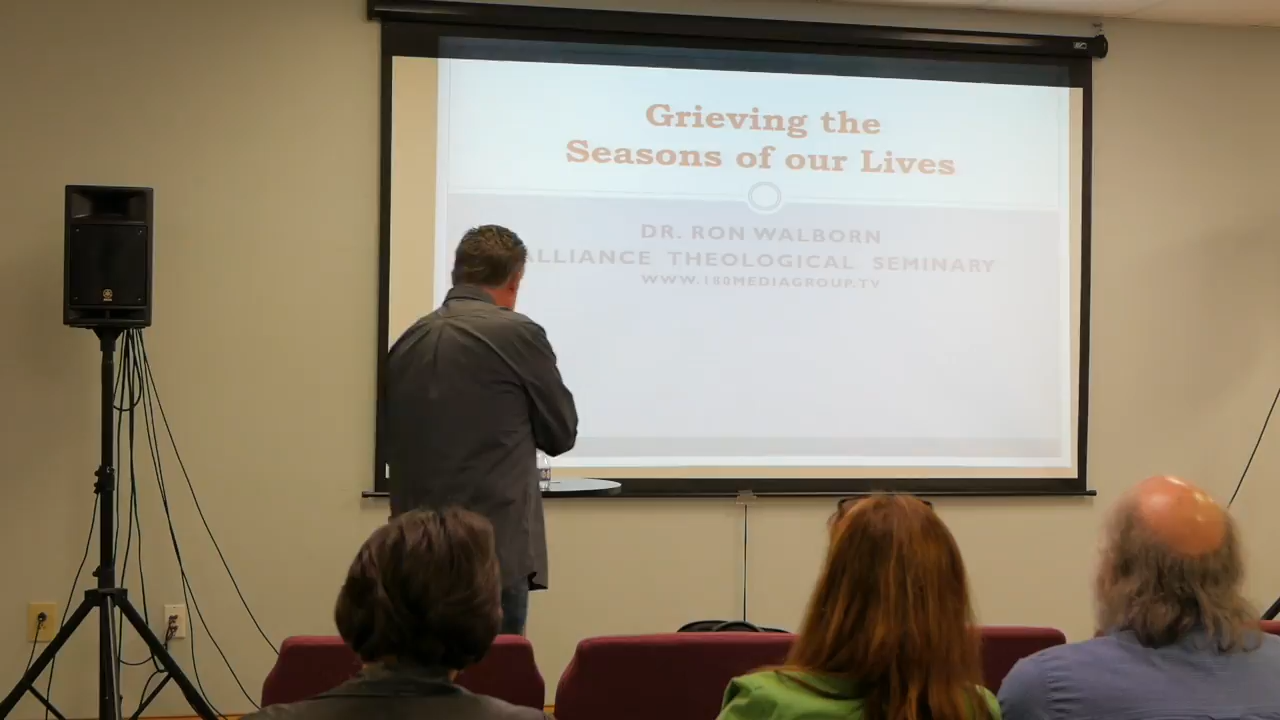 Grieving the
Seasons of our Lives
DR. RON WALBORN
ALLIANCE THEOLOGICAL SEMINARY
WWW.180MEDIAGROUP.TV